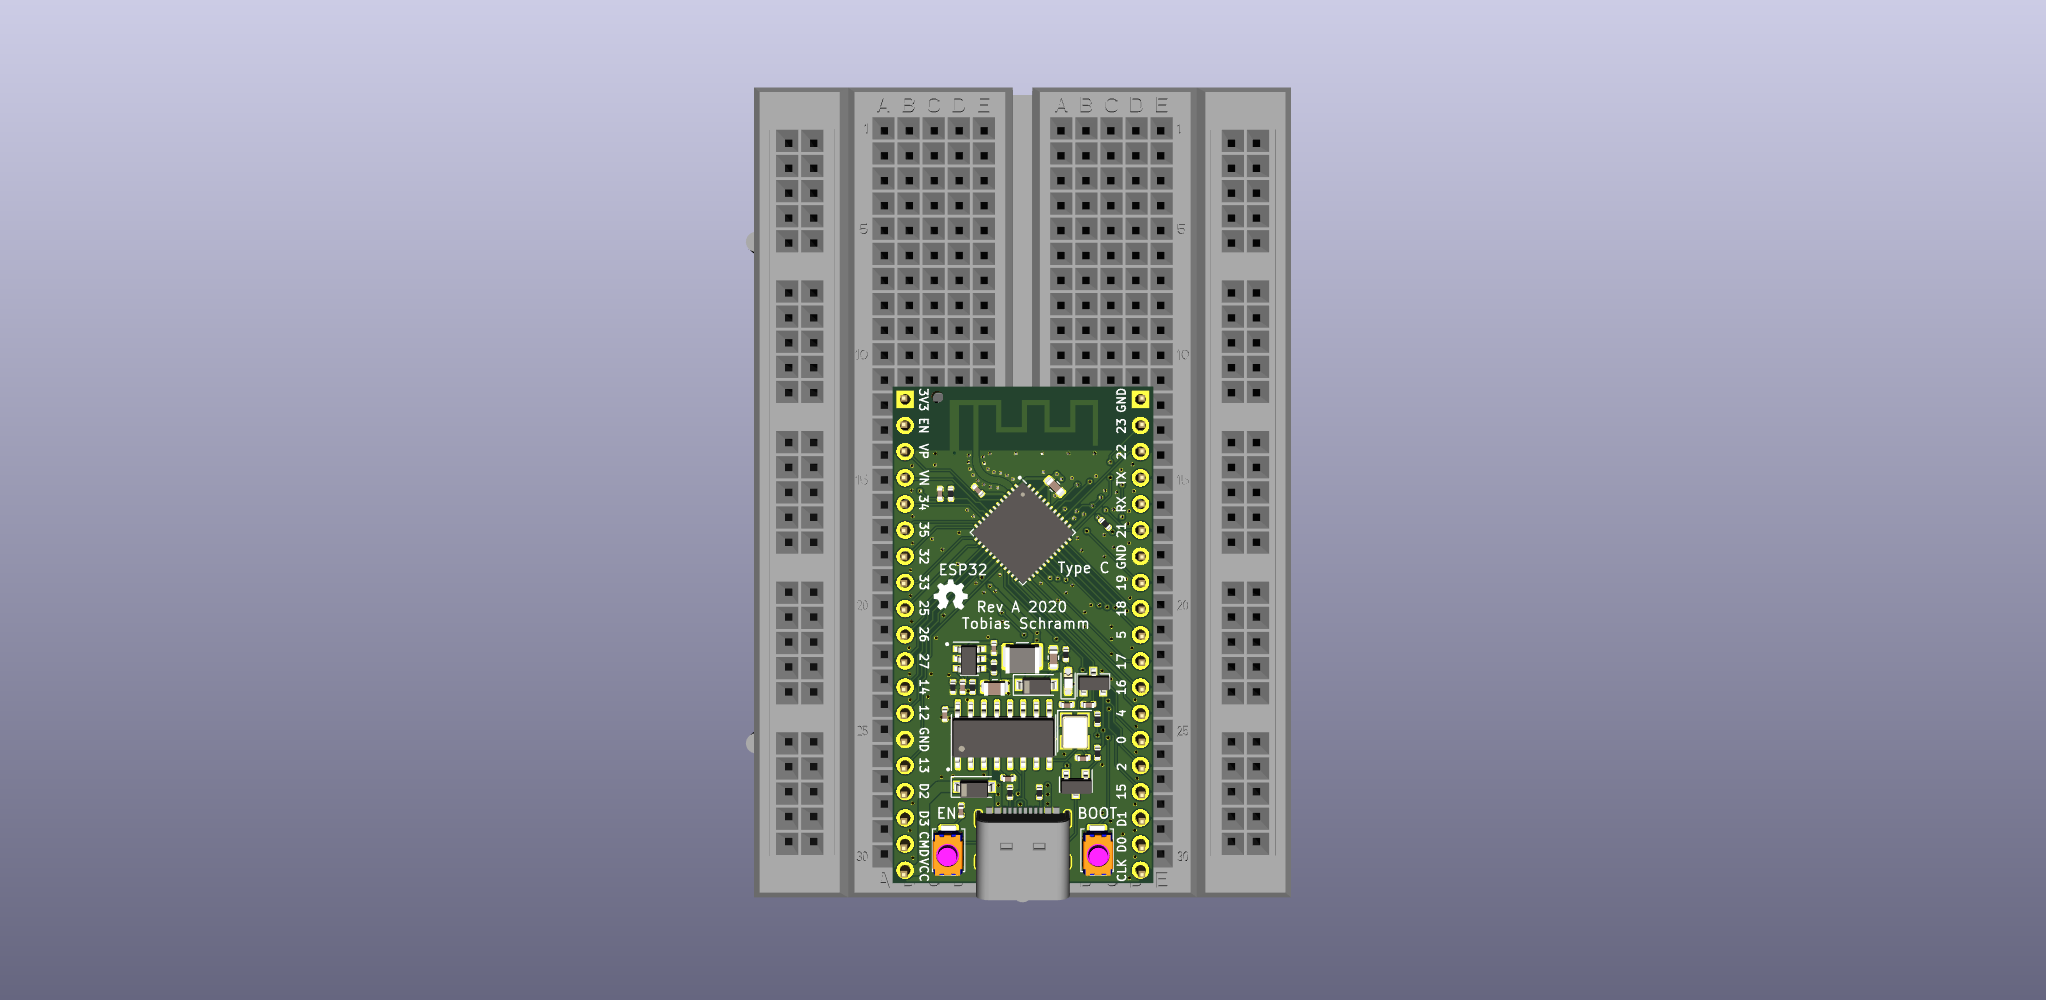 A B C D E A B C D E
1 1
5 5
10 10
15 15
20 20
25 25
30 30
3V3 GND
EN 23
VP 22
VN TX
34 RX
35 21
32 GND
33 19
25 18
26 5
27 17
14 16
12 4
GND 0
13 2
D2 15
D3 D1
CMD D0
VCC CLK
ESP32 Type C
Rev A 2020
Tobias Schramm
EN BOOT
A E